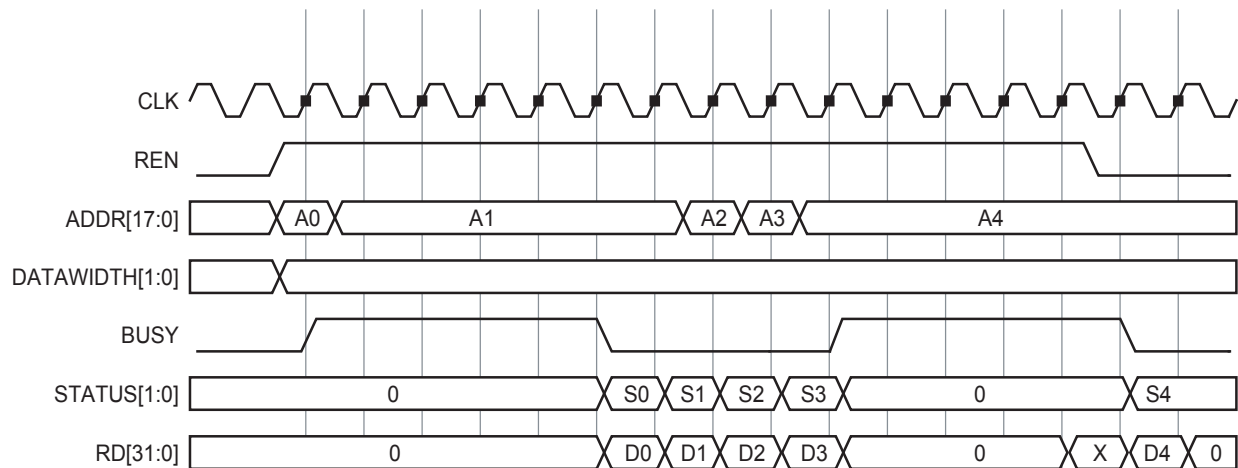 CLK
REN
ADDR[17:0] A0 A1 A2 A3 A4
DATAWIDTH[1:0]
BUSY
STATUS[1:0] 0 S0 S1 S2 S3 0 S4
RD[31:0] 0 D0 D1 D2 D3 0 X D4 0